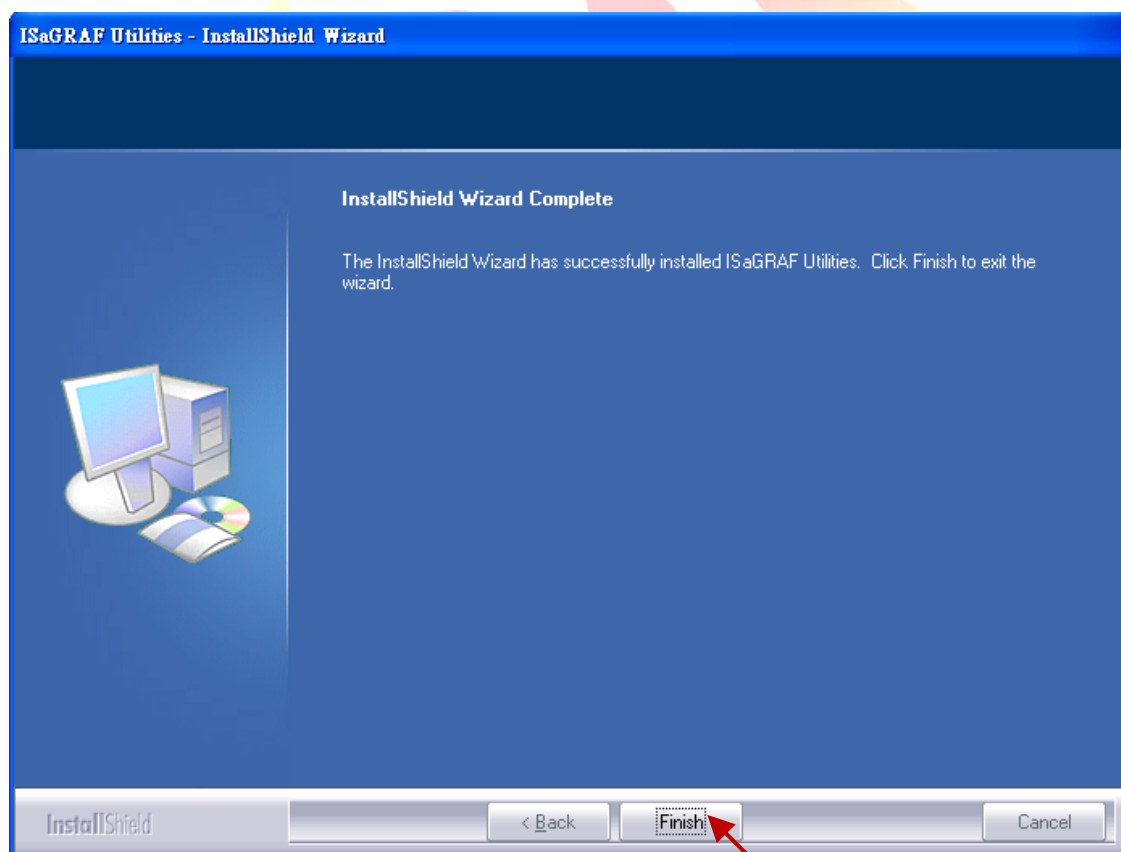 ISaGRAF Utilities - InstallShield Wizard
InstallShield Wizard Complete
The InstallShield Wizard has successfully installed ISaGRAF Utilities. Click Finish to exit the
wizard.
InstallShield
< Back
Finish
Cancel